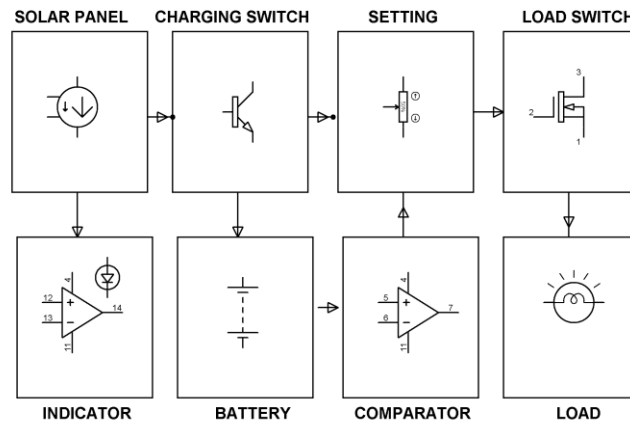 SOLAR PANEL
CHARGING SWITCH
SETTING
LOAD SWITCH
3
2
1
4
12
13
14
11
4
5
6
7
11
INDICATOR
BATTERY
COMPARATOR
LOAD